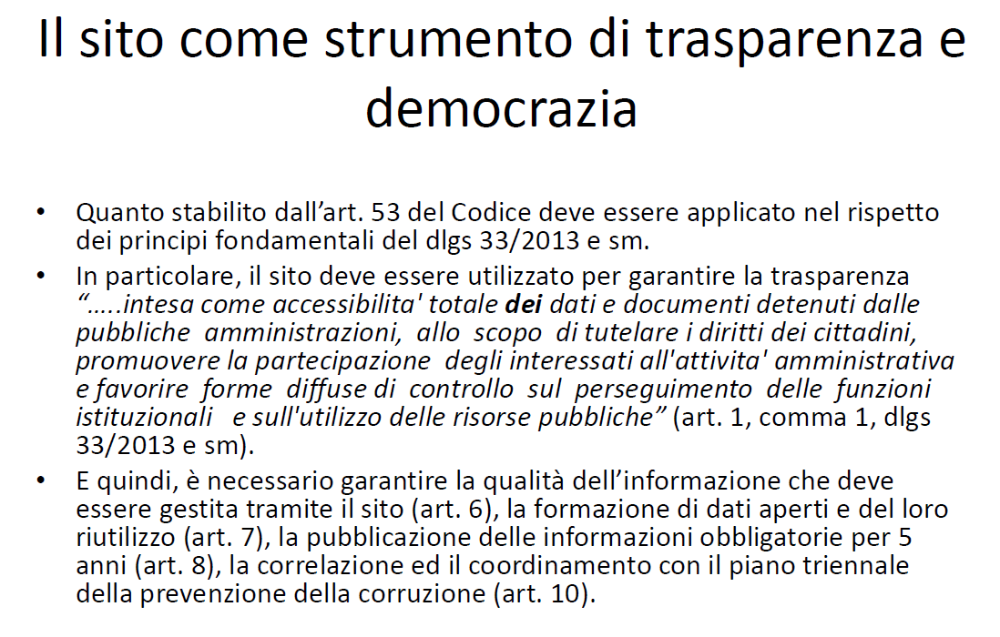 Il sito come strumento di trasparenza e
democrazia
• Quanto stabilito dall’art. 53 del Codice deve essere applicato nel rispetto
dei principi fondamentali del dlgs 33/2013 e sm.
• In particolare, il sito deve essere utilizzato per garantire la trasparenza
“…..intesa come accessibilita' totale dei dati e documenti detenuti dalle
pubbliche amministrazioni, allo scopo di tutelare i diritti dei cittadini,
promuovere la partecipazione degli interessati all'attivita' amministrativa
e favorire forme diffuse di controllo sul perseguimento delle funzioni
istituzionali e sull'utilizzo delle risorse pubbliche” (art. 1, comma 1, dlgs
33/2013 e sm).
• E quindi, è necessario garantire la qualità dell’informazione che deve
essere gestita tramite il sito (art. 6), la formazione di dati aperti e del loro
riutilizzo (art. 7), la pubblicazione delle informazioni obbligatorie per 5
anni (art. 8), la correlazione ed il coordinamento con il piano triennale
della prevenzione della corruzione (art. 10).